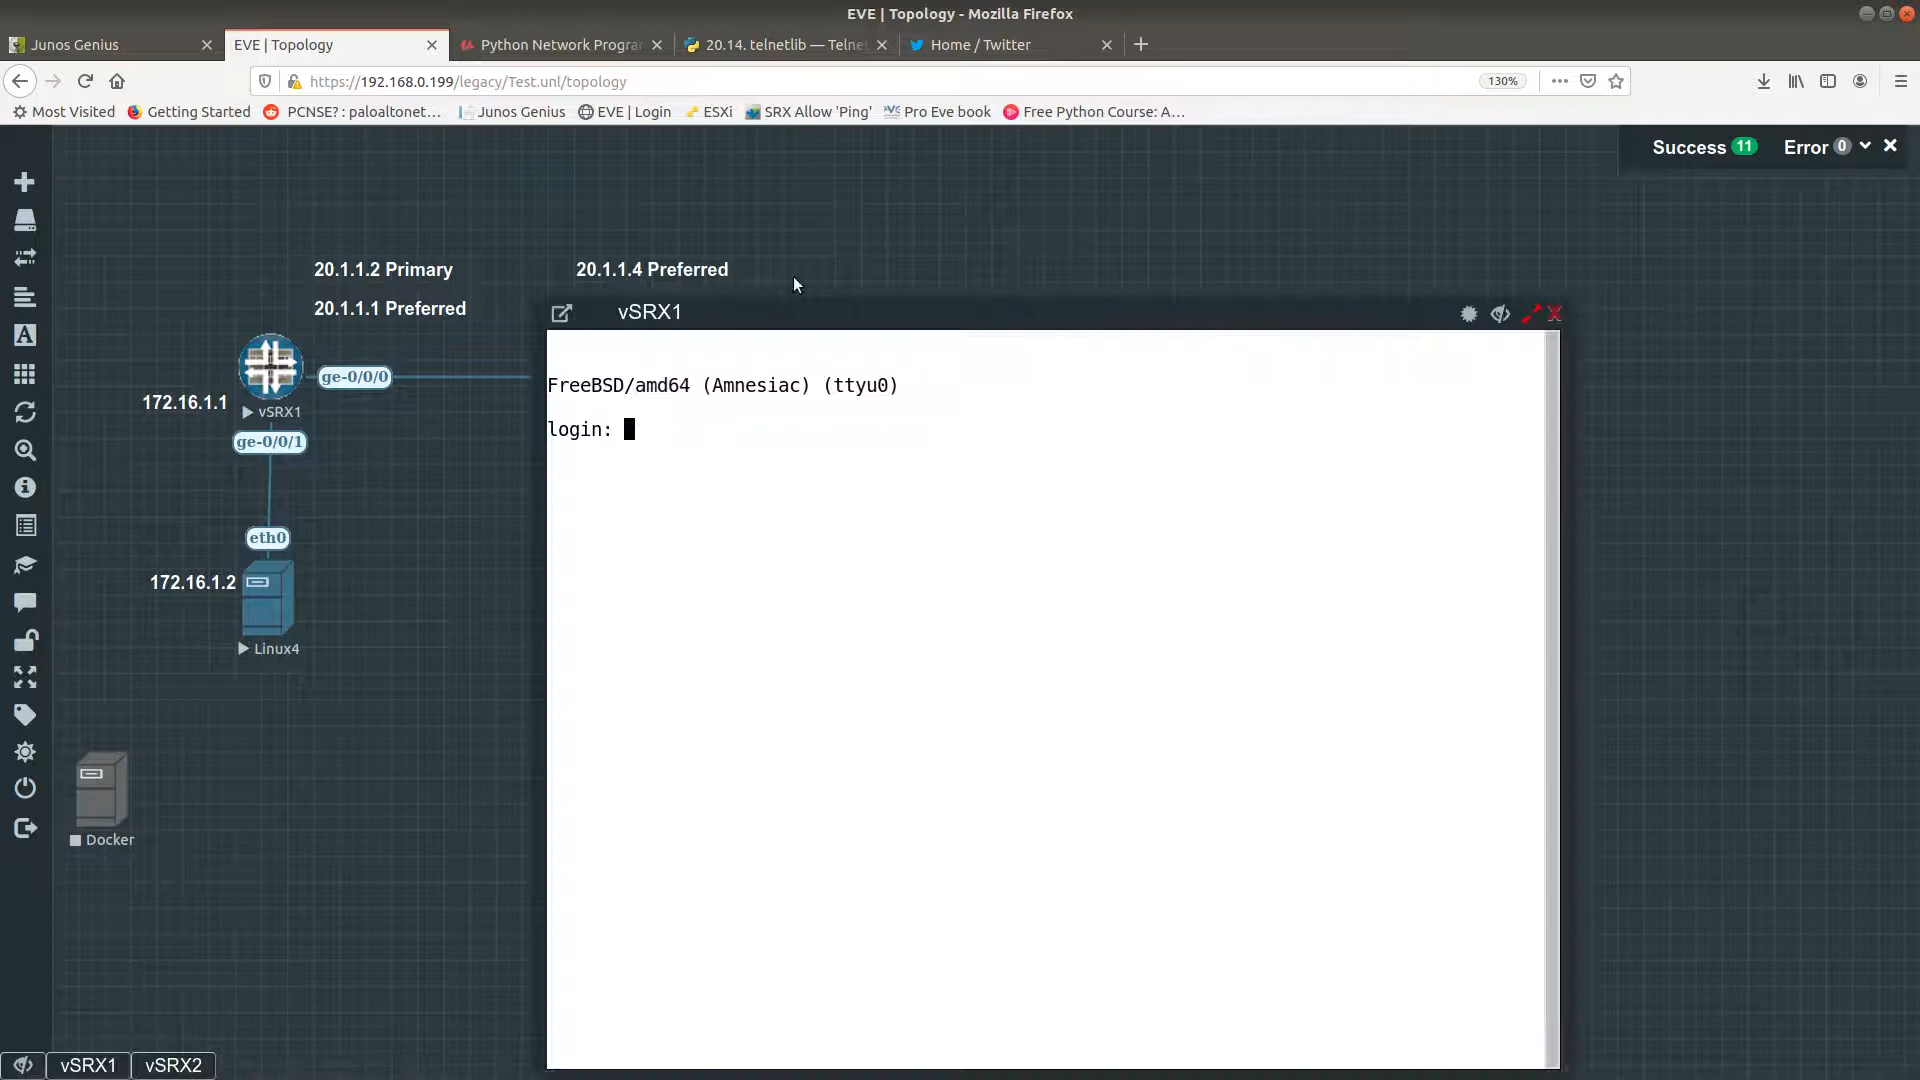 EVE | Topology - Mozilla Firefox
Junos Genius
EVE | Topology
Python Network Progra
20.14. telnetlib — Telne
Home / Twitter
https://192.168.0.199/legacy/Test.unl/topology
130%
Most Visited
Getting Started
PCNSE? : paloaltonet…
Junos Genius
EVE | Login
ESXi
SRX Allow 'Ping'
Pro Eve book
Free Python Course: A…
Success 11
Error 0
20.1.1.2 Primary
20.1.1.4 Preferred
20.1.1.1 Preferred
vSRX1
ge-0/0/0
FreeBSD/amd64 (Amnesiac) (ttyu0)
172.16.1.1
vSRX1
login:
ge-0/0/1
eth0
172.16.1.2
Linux4
Docker
vSRX1
vSRX2